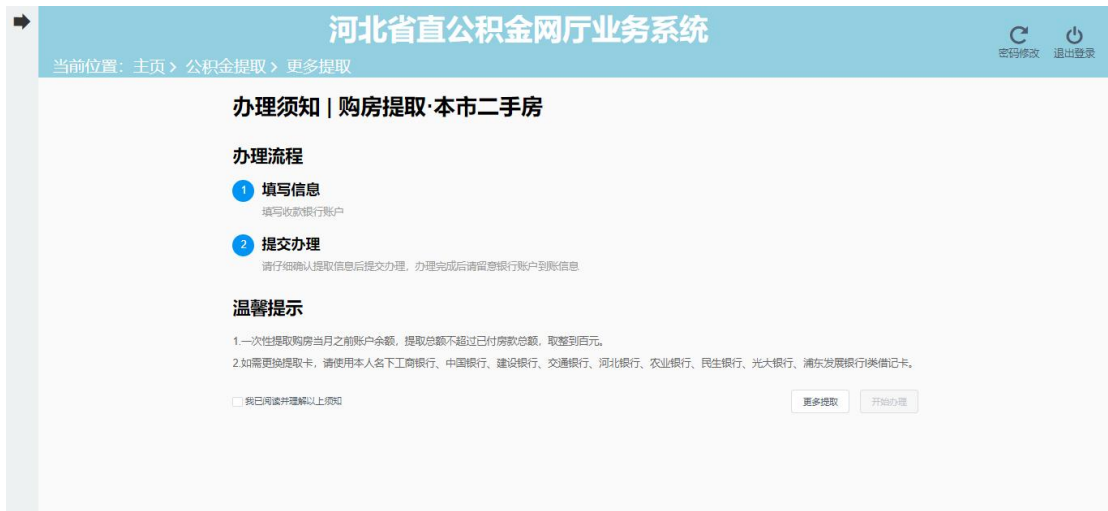 河北省直公积金网厅业务系统
密码修改 退出登录
当前位置：主页 > 公积金提取 > 更多提取
办理须知 | 购房提取·本市二手房
办理流程
1 填写信息
填写收款银行账户
2 提交办理
请仔细确认提取信息后提交办理，办理完成后请留意银行账户到账信息
温馨提示
1.一次性提取购房当月之前账户余额，提取总额不超过已付房款总额，取整到百元。
2.如需更换提取卡，请使用本人名下工商银行、中国银行、建设银行、交通银行、河北银行、农业银行、民生银行、光大银行、浦东发展银行I类借记卡。
我已阅读并理解以上须知 更多提取 开始办理